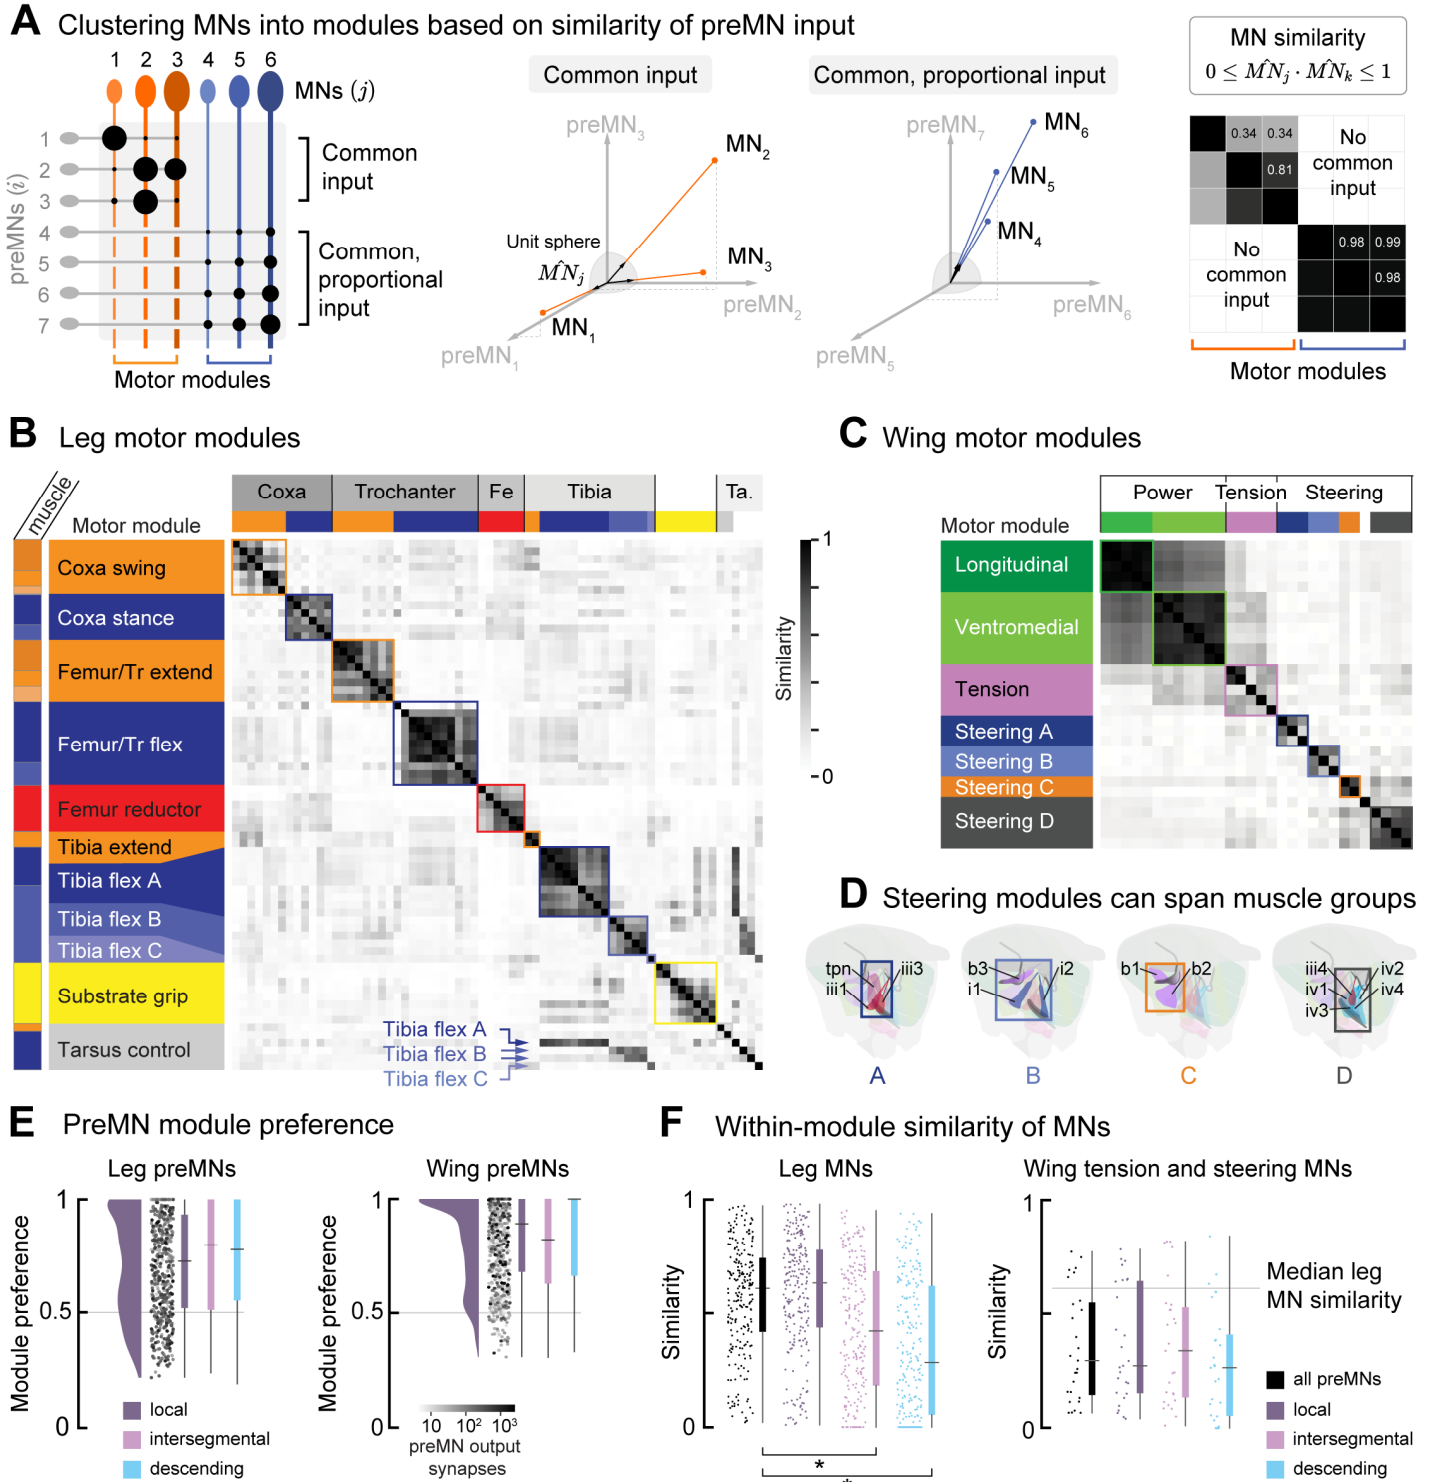 A Clustering MNs into modules based on similarity of preMN input
1 2 3 4 5 6 MNs (j)
preMNs (i)
1
2
3
4
5
6
7
Common
input
Common,
proportional
input
Motor modules
Common input
preMN3
MN2
Unit sphere
M̂Nj
MN3
preMN2
MN1
preMN1
Common, proportional input
preMN7
MN6
MN5
MN4
preMN6
preMN5
MN similarity
0 ≤ M̂Nj · M̂Nk ≤ 1
0.34 0.34
0.81
No
common
input
No
common
input
0.98 0.99
0.98
Motor modules
B Leg motor modules
muscle
Motor module
Coxa Trochanter Fe Tibia Ta.
Coxa swing
Coxa stance
Femur/Tr extend
Femur/Tr flex
Femur reductor
Tibia extend
Tibia flex A
Tibia flex B
Tibia flex C
Substrate grip
Tarsus control
Tibia flex A
Tibia flex B
Tibia flex C
1
Similarity
0
C Wing motor modules
Power Tension Steering
Motor module
Longitudinal
Ventromedial
Tension
Steering A
Steering B
Steering C
Steering D
D Steering modules can span muscle groups
tpn iii3
iii1
A
b3 i2
i1
B
b1 b2
C
iii4 iv2
iv1 iv4
iv3
D
E PreMN module preference
Leg preMNs
Module preference
1
0.5
0
local
intersegmental
descending
Wing preMNs
Module preference
1
0.5
0
10 10² 10³
preMN output
synapses
F Within-module similarity of MNs
Leg MNs
Similarity
1
0
*
*
Wing tension and steering MNs
Similarity
1
0
Median leg
MN similarity
all preMNs
local
intersegmental
descending